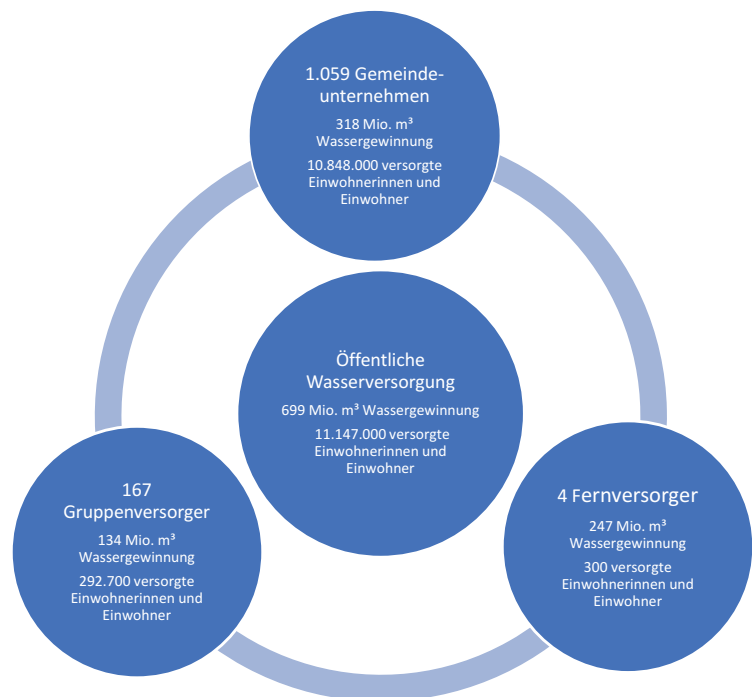 1.059 Gemeinde-
unternehmen
318 Mio. m³
Wassergewinnung
10.848.000 versorgte
Einwohnerinnen und
Einwohner
Öffentliche
Wasserversorgung
699 Mio. m³ Wassergewinnung
11.147.000 versorgte
Einwohnerinnen und
Einwohner
167
Gruppenversorger
134 Mio. m³
Wassergewinnung
292.700 versorgte
Einwohnerinnen und
Einwohner
4 Fernversorger
247 Mio. m³
Wassergewinnung
300 versorgte
Einwohnerinnen und
Einwohner